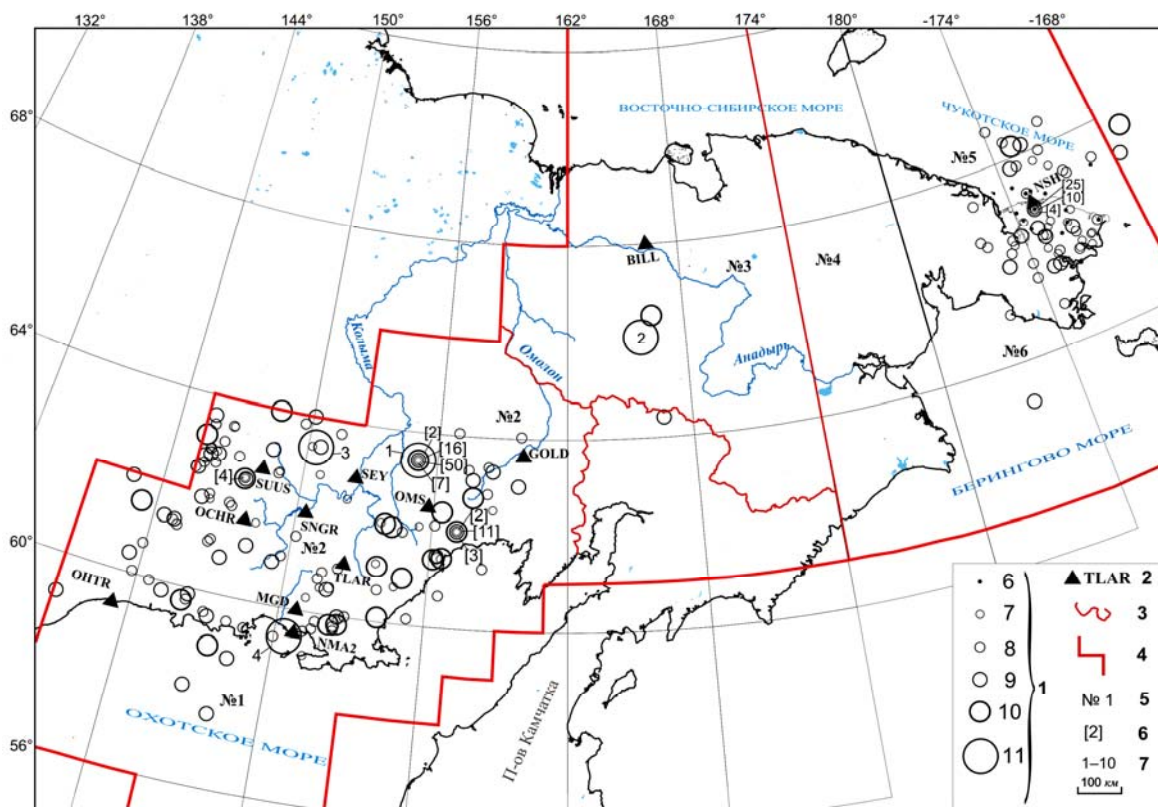 132° 138° 144° 150° 156° 162° 168° 174° 180° -174° -168°
68°
64°
60°
56°
ВОСТОЧНО-СИБИРСКОЕ МОРЕ
ЧУКОТСКОЕ МОРЕ
№5
NSH
[25]
[10]
[4]
BILL
№3
№4
Колыма
Омолон
2
Анадырь
№6
БЕРИНГОВО МОРЕ
№2
[2]
1
[16]
[50]
[7]
3
GOLD
[4]
SUUS
SEY
OMS
OCHR
SNGR
[2]
[11]
[3]
№2
TLAR
OHTR
MGD
NMA2
4
№1
ОХОТСКОЕ МОРЕ
П-ов Камчатка
6
7
8
9
10
11
1
TLAR 2
3
4
№ 1 5
[2] 6
1–10 7
100 км